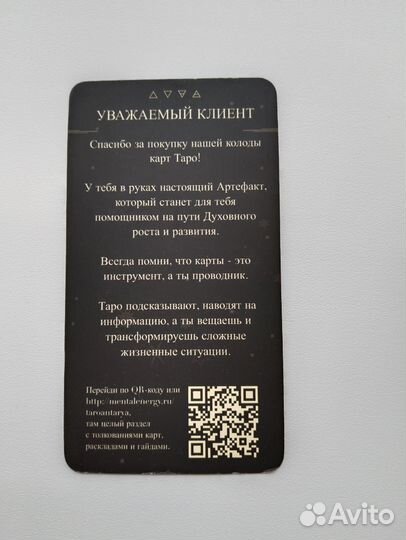 УВАЖАЕМЫЙ КЛИЕНТ
Спасибо за покупку нашей колоды
карт Таро!
У тебя в руках настоящий Артефакт,
который станет для тебя
помощником на пути Духовного
роста и развития.
Всегда помни, что карты - это
инструмент, а ты проводник.
Таро подсказывают, наводят на
информацию, а ты вещаешь и
трансформируешь сложные
жизненные ситуации.
Перейди по QR-коду или
http://mentalenergy.ru/
taroantarya,
там целый раздел
с толкованиями карт,
раскладами и гайдами.
Avito